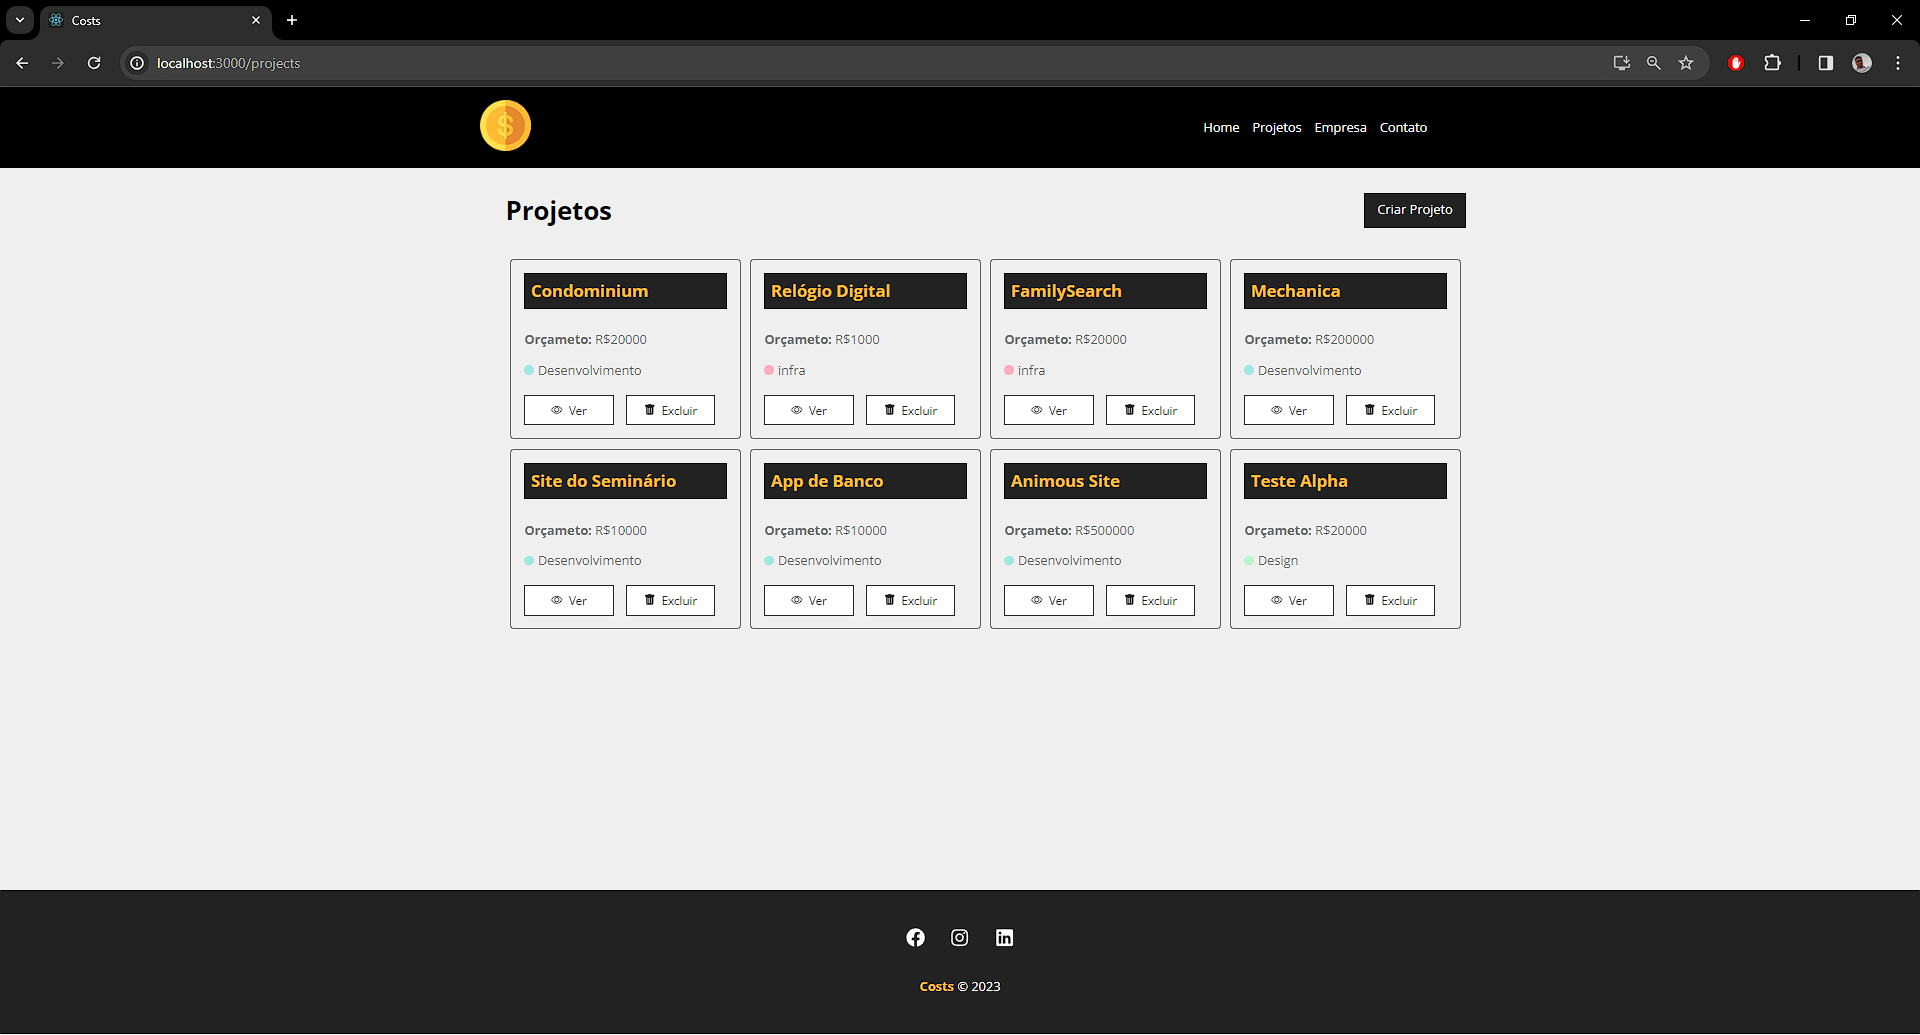 Costs
localhost:3000/projects
$
Home Projetos Empresa Contato
Projetos
Criar Projeto
Condominium
Orçameto: R$20000
Desenvolvimento
Ver Excluir
Relógio Digital
Orçameto: R$1000
infra
Ver Excluir
FamilySearch
Orçameto: R$20000
infra
Ver Excluir
Mechanica
Orçameto: R$200000
Desenvolvimento
Ver Excluir
Site do Seminário
Orçameto: R$10000
Desenvolvimento
Ver Excluir
App de Banco
Orçameto: R$10000
Desenvolvimento
Ver Excluir
Animous Site
Orçameto: R$500000
Desenvolvimento
Ver Excluir
Teste Alpha
Orçameto: R$20000
Design
Ver Excluir
Costs © 2023